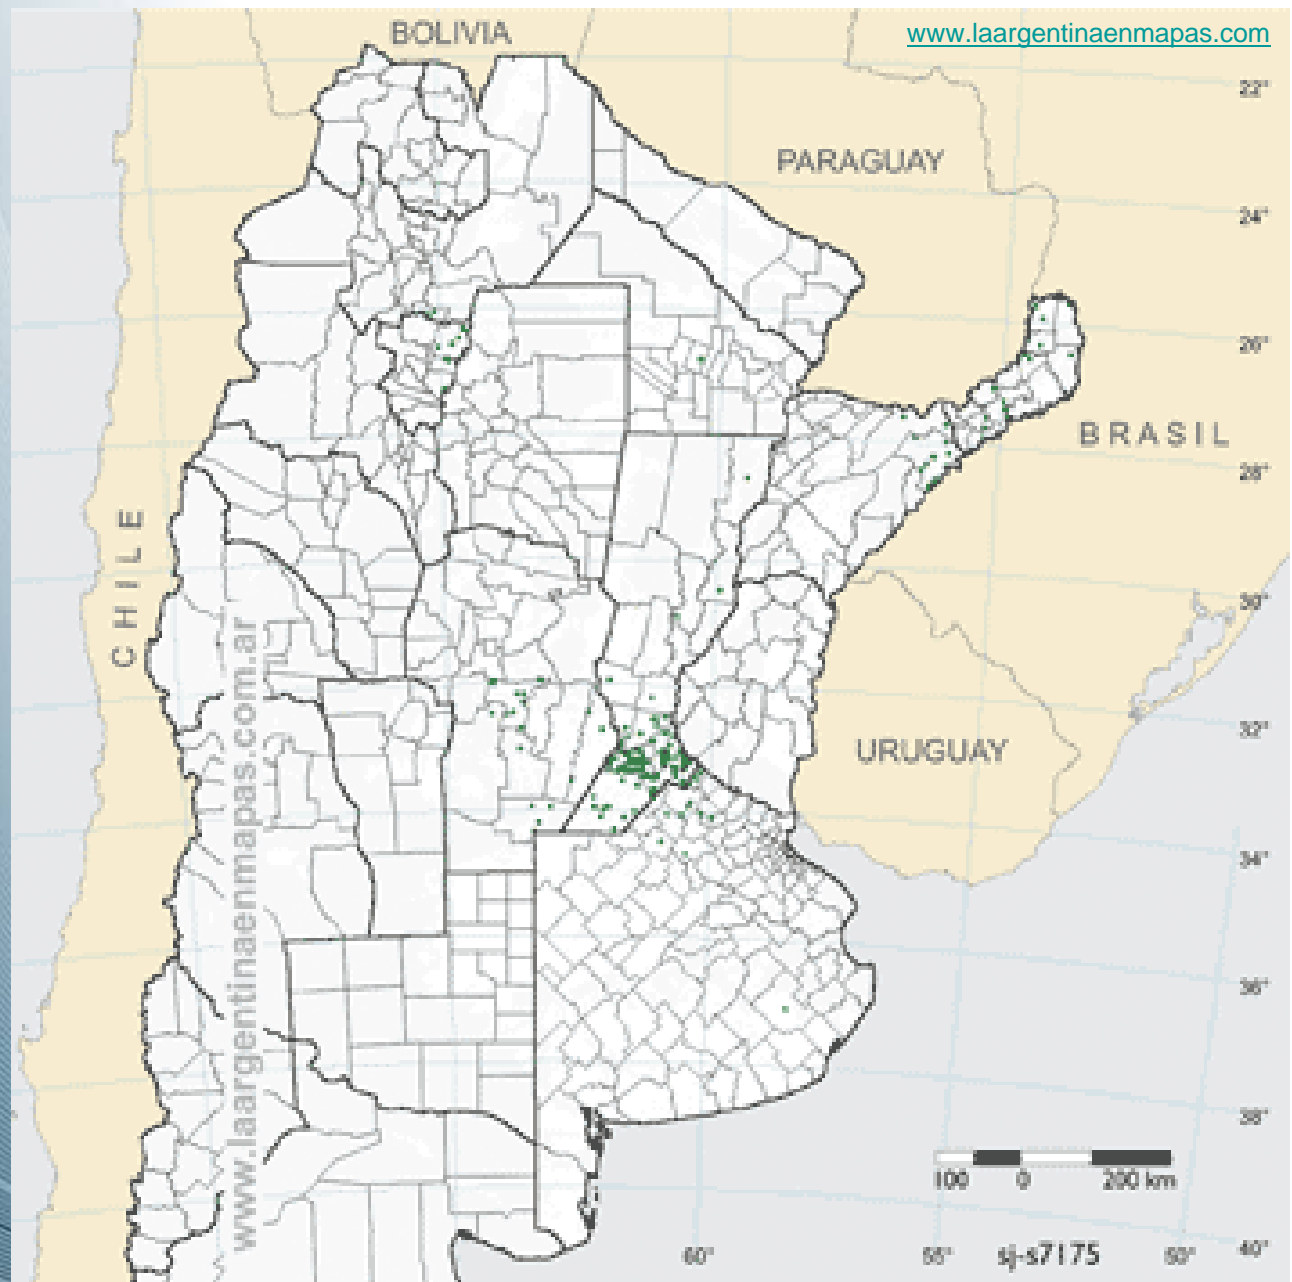 BOLIVIA
www.laargentinaenmapas.com
22°
PARAGUAY
24°
26°
BRASIL
28°
CHILE
30°
www.laargentinaenmapas.com.ar
32°
URUGUAY
34°
36°
38°
100 0 200 km
60° 55° sj-s7175 50° 40°